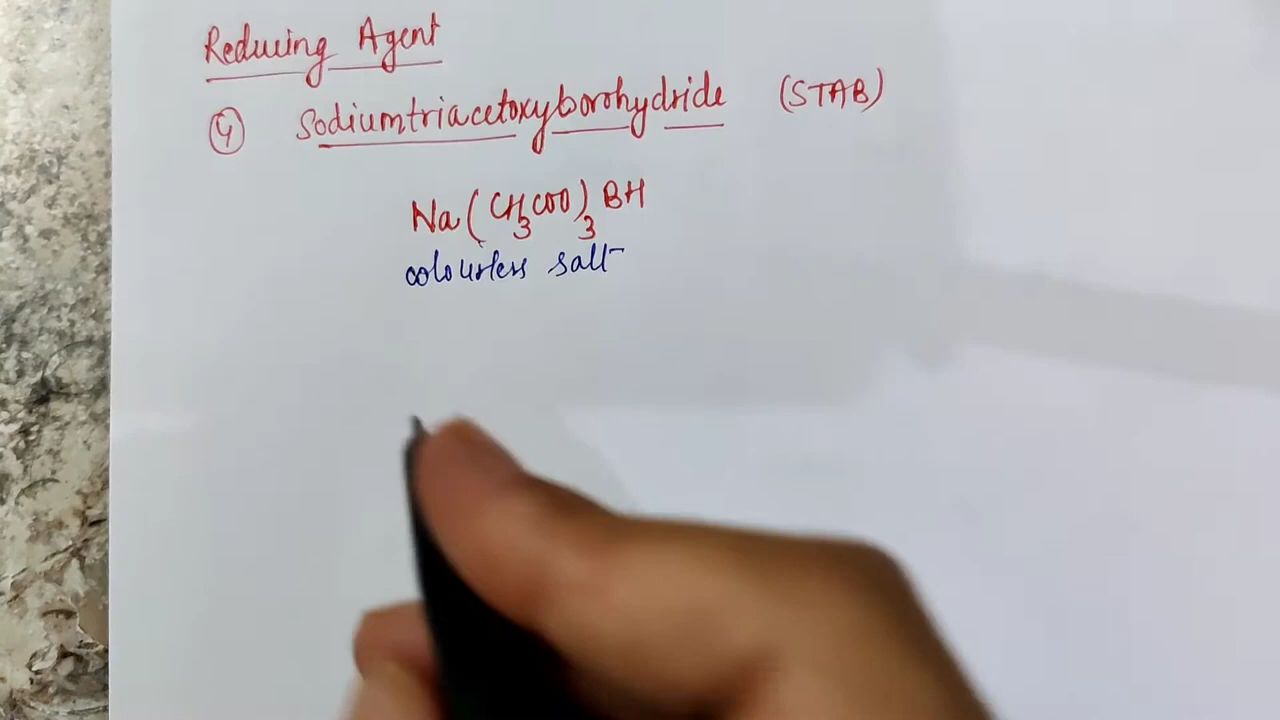 Reducing Agent
4 Sodiumtriacetoxyborohydride (STAB)
Na(CH3COO)3BH
colourless salt